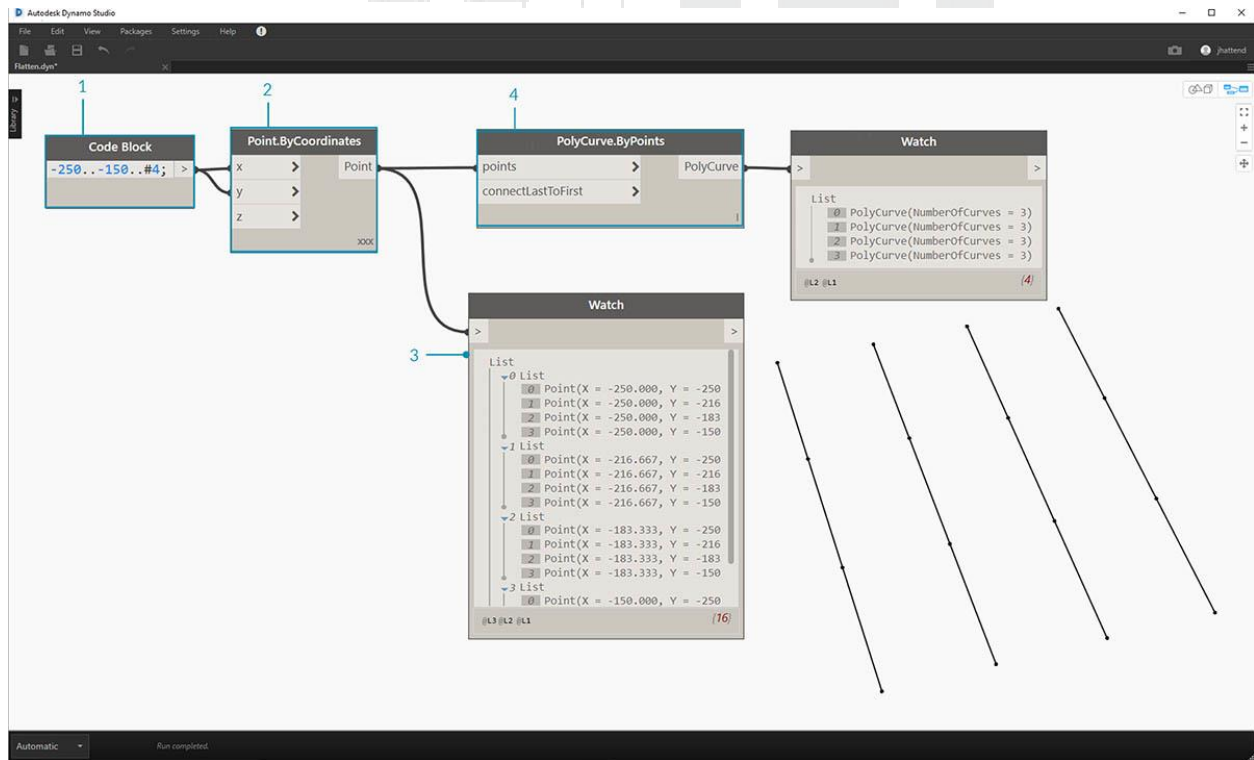 Autodesk Dynamo Studio
File Edit View Packages Settings Help
jhattend
Flatten.dyn*
Library
1
2
4
3
Code Block
-250..-150..#4; >
Point.ByCoordinates
x > Point
y >
z >
xxx
PolyCurve.ByPoints
points > PolyCurve
connectLastToFirst >
l
Watch
> >
List
0 PolyCurve(NumberOfCurves = 3)
1 PolyCurve(NumberOfCurves = 3)
2 PolyCurve(NumberOfCurves = 3)
3 PolyCurve(NumberOfCurves = 3)
@L2 @L1 {4}
Watch
> >
List
0 List
0 Point(X = -250.000, Y = -250
1 Point(X = -250.000, Y = -216
2 Point(X = -250.000, Y = -183
3 Point(X = -250.000, Y = -150
1 List
0 Point(X = -216.667, Y = -250
1 Point(X = -216.667, Y = -216
2 Point(X = -216.667, Y = -183
3 Point(X = -216.667, Y = -150
2 List
0 Point(X = -183.333, Y = -250
1 Point(X = -183.333, Y = -216
2 Point(X = -183.333, Y = -183
3 Point(X = -183.333, Y = -150
3 List
0 Point(X = -150.000, Y = -250
@L3 @L2 @L1 {16}
Automatic
Run completed.